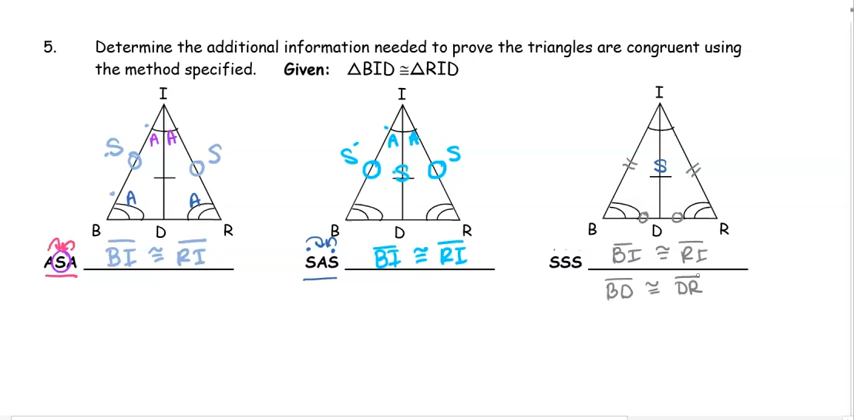 5. Determine the additional information needed to prove the triangles are congruent using
the method specified. Given: △BID ≅ △RID
I I I
A A A A
S S S S S S
A A
B D R B D R B D R
ASA BI ≅ RI SAS BI ≅ RI SSS BI ≅ RI
BD ≅ DR